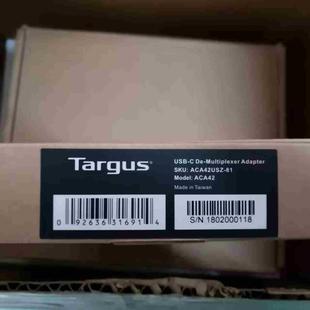 Targus
USB-C De-Multiplexer Adapter
SKU: ACA42USZ-81
Model: ACA42
Made in Taiwan
0 92636 31691 4
S/N 1802000118